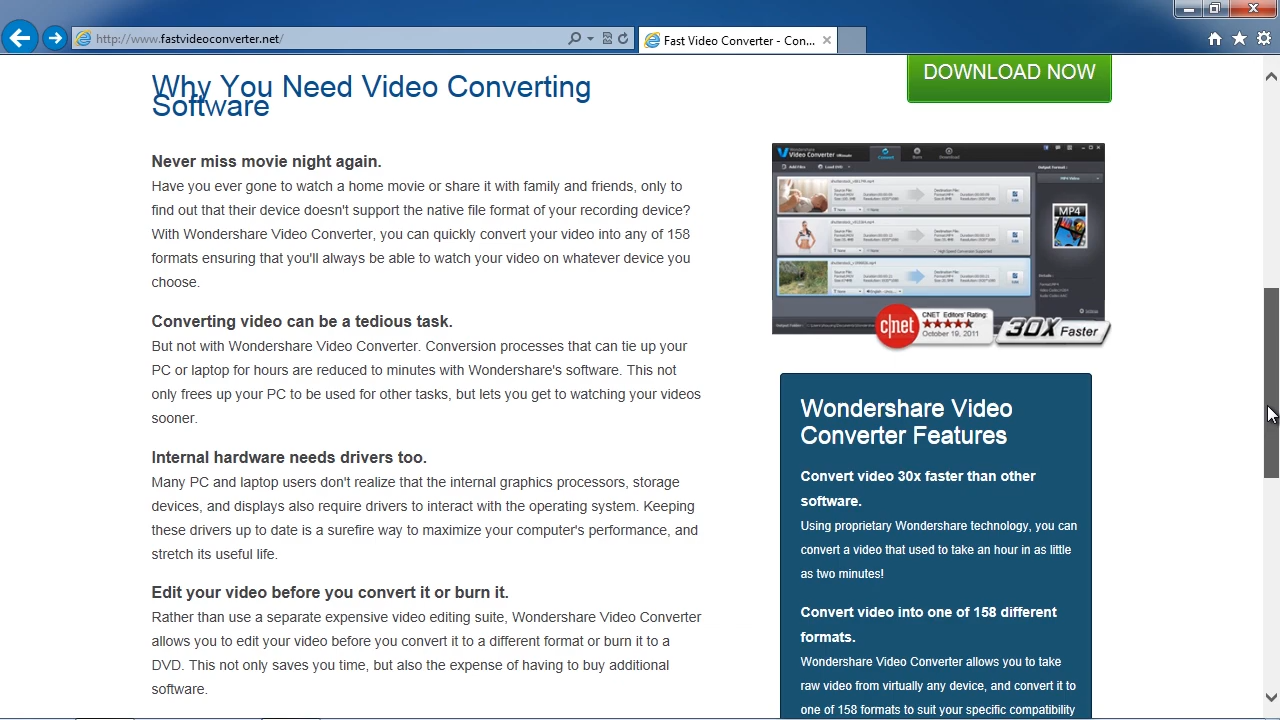 http://www.fastvideoconverter.net/
Fast Video Converter - Con...
Why You Need Video Converting
Software
DOWNLOAD NOW
Never miss movie night again.
Have you ever gone to watch a home movie or share it with family and friends, only to
out that their device doesn't support the native file format of your recording device?
Wondershare Video Converter, you can quickly convert your video into any of 158
ensuring that you'll always be able to watch your video on whatever device you
choose.
Converting video can be a tedious task.
But not with Wondershare Video Converter. Conversion processes that can tie up your
PC or laptop for hours are reduced to minutes with Wondershare's software. This not
only frees up your PC to be used for other tasks, but lets you get to watching your videos
sooner.
Internal hardware needs drivers too.
Many PC and laptop users don't realize that the internal graphics processors, storage
devices, and displays also require drivers to interact with the operating system. Keeping
these drivers up to date is a surefire way to maximize your computer's performance, and
stretch its useful life.
Edit your video before you convert it or burn it.
Rather than use a separate expensive video editing suite, Wondershare Video Converter
allows you to edit your video before you convert it to a different format or burn it to a
DVD. This not only saves you time, but also the expense of having to buy additional
software.
Wondershare
Video Converter Ultimate
Convert
Burn
Download
Add Files
Load DVD
Output Format:
MP4 Video
MP4
c|net
CNET Editors' Rating:
October 19, 2011
30X Faster
Wondershare Video
Converter Features
Convert video 30x faster than other
software.
Using proprietary Wondershare technology, you can
convert a video that used to take an hour in as little
as two minutes!
Convert video into one of 158 different
formats.
Wondershare Video Converter allows you to take
raw video from virtually any device, and convert it to
one of 158 formats to suit your specific compatibility